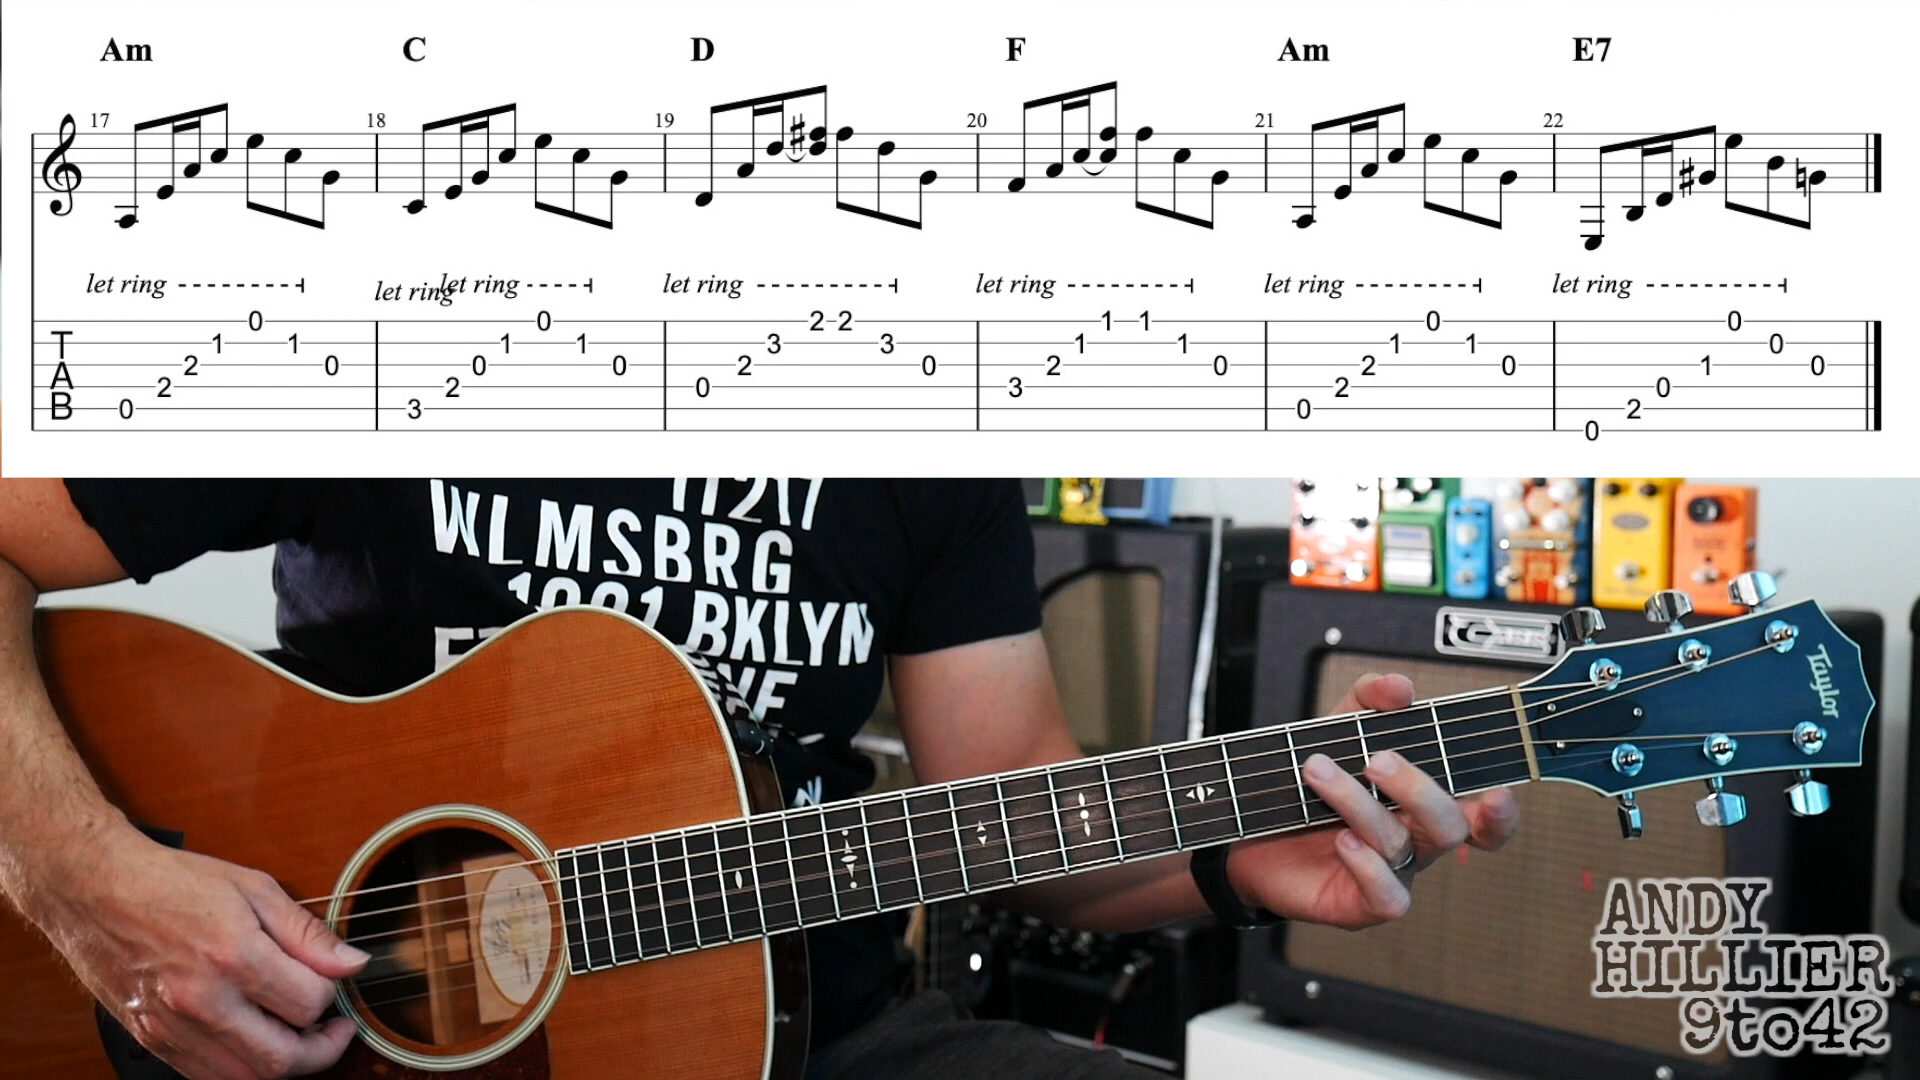 Am C D F Am E7
17 18 19 20 21 22
let ring let ring let ring let ring let ring let ring let ring
T
A
B
0 2 2 1 0 1 0
3 2 0 1 0 1 0
0 2 3 2 2 3 0
3 2 1 1 1 1 0
0 2 2 1 0 1 0
0 2 0 1 0 0 0
WLMSBRG
BKLYN
Taylor
ANDY
HILLIER
9to42